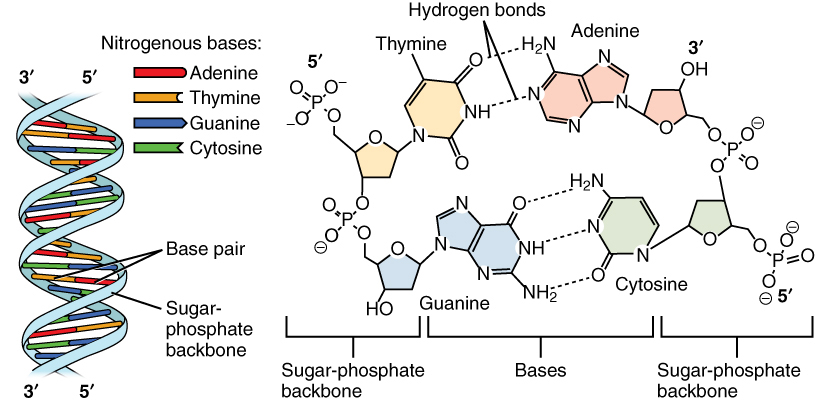 Nitrogenous bases:
Adenine
Thymine
Guanine
Cytosine
3′ 5′
Base pair
Sugar-
phosphate
backbone
3′ 5′
Hydrogen bonds
Thymine
Adenine
5′
3′
O
H₂N
N
OH
O
O⁻
P
⁻O
O
NH
N
N
N
N
O
O
O
O
O
P
O
⊖
O
O
O
P
O
⊖
O
H₂N
O
N
N
N
NH
N
N
O
O
O
N
NH₂
O
O
P
O
O
⊖
⊖
5′
HO
Guanine
Cytosine
Sugar-phosphate
backbone
Bases
Sugar-phosphate
backbone